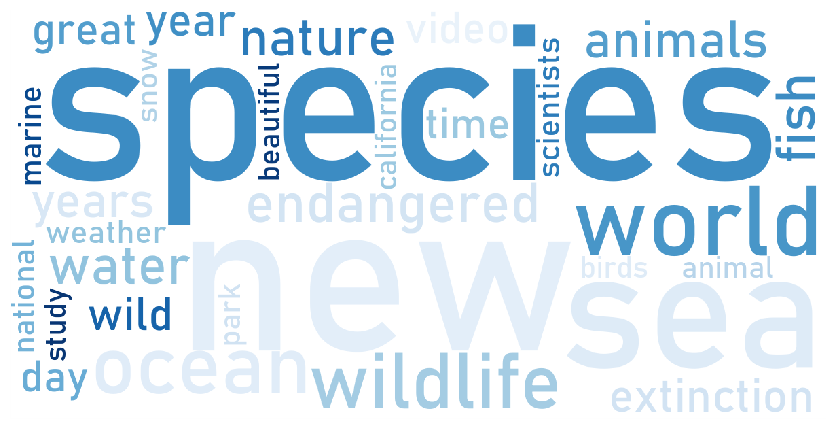 great
year
nature
video
animals
species
snow
marine
beautiful
california
time
scientists
fish
years
endangered
world
weather
water
new
birds
animal
sea
national
study
wild
park
day
ocean
wildlife
extinction